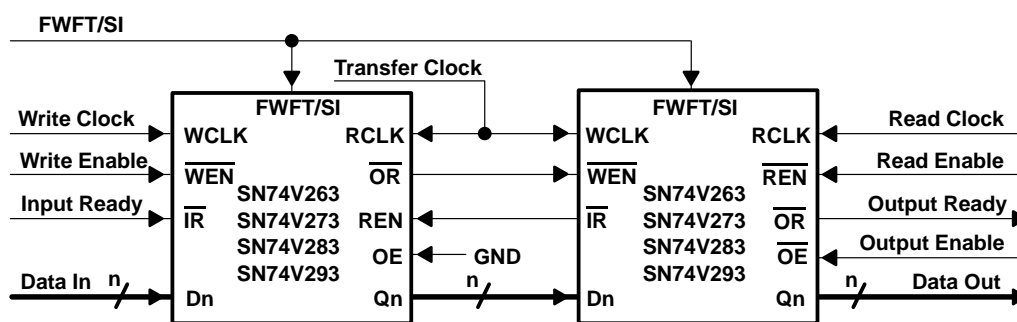 FWFT/SI
Transfer Clock
FWFT/SI
FWFT/SI
Write Clock
WCLK
RCLK
WCLK
RCLK
Read Clock
Write Enable
WEN
OR
WEN
REN
Read Enable
SN74V263
SN74V263
Input Ready
IR
SN74V273
REN
IR
SN74V273
OR
Output Ready
SN74V283
OE
GND
SN74V283
OE
Output Enable
SN74V293
SN74V293
Data In
n
Dn
Qn
n
Dn
Qn
n
Data Out